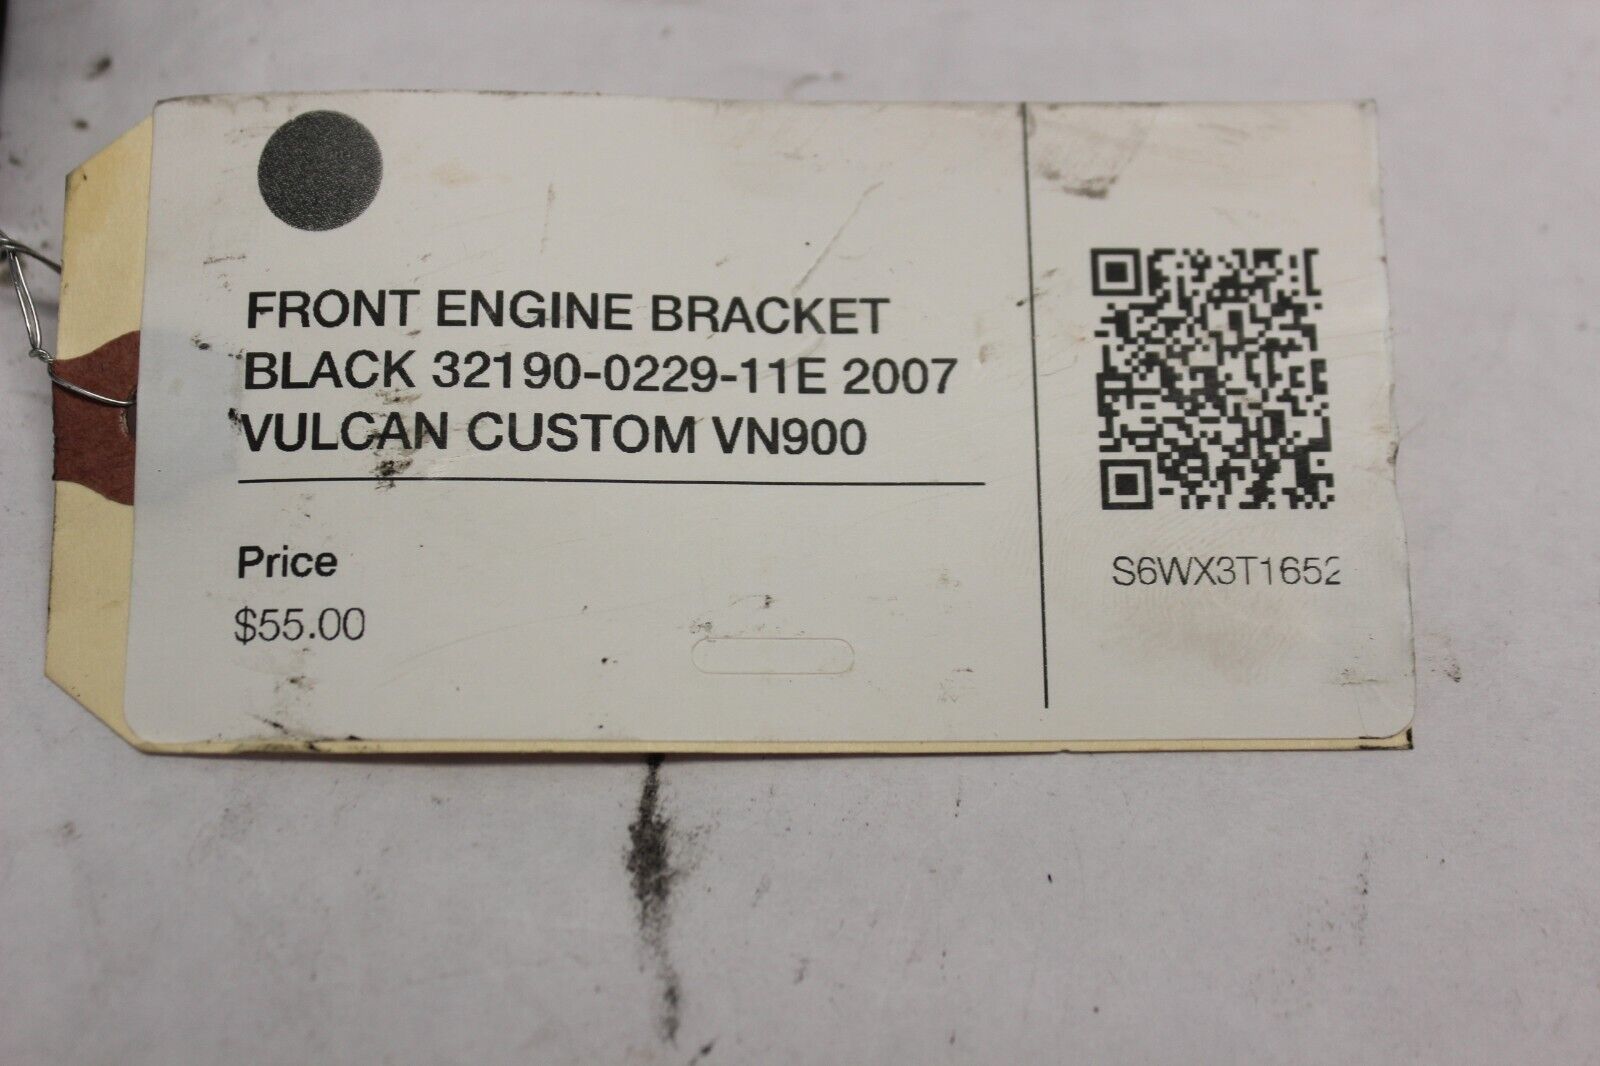 FRONT ENGINE BRACKET
BLACK 32190-0229-11E 2007
VULCAN CUSTOM VN900
Price
$55.00
S6WX3T1652